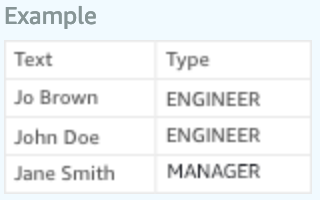 Example
Text Type
Jo Brown ENGINEER
John Doe ENGINEER
Jane Smith MANAGER